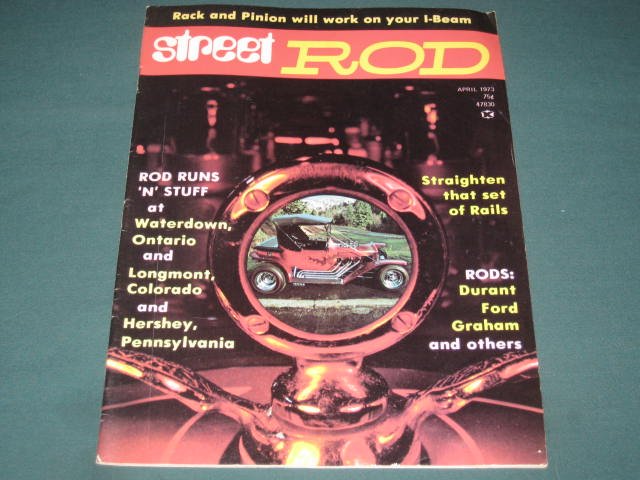 Rack and Pinion will work on your I-Beam
street ROD
APRIL 1973
75¢
47830
ROD RUNS
'N' STUFF
at
Waterdown,
Ontario
and
Longmont,
Colorado
and
Hershey,
Pennsylvania
Straighten
that set
of Rails
RODS:
Durant
Ford
Graham
and others